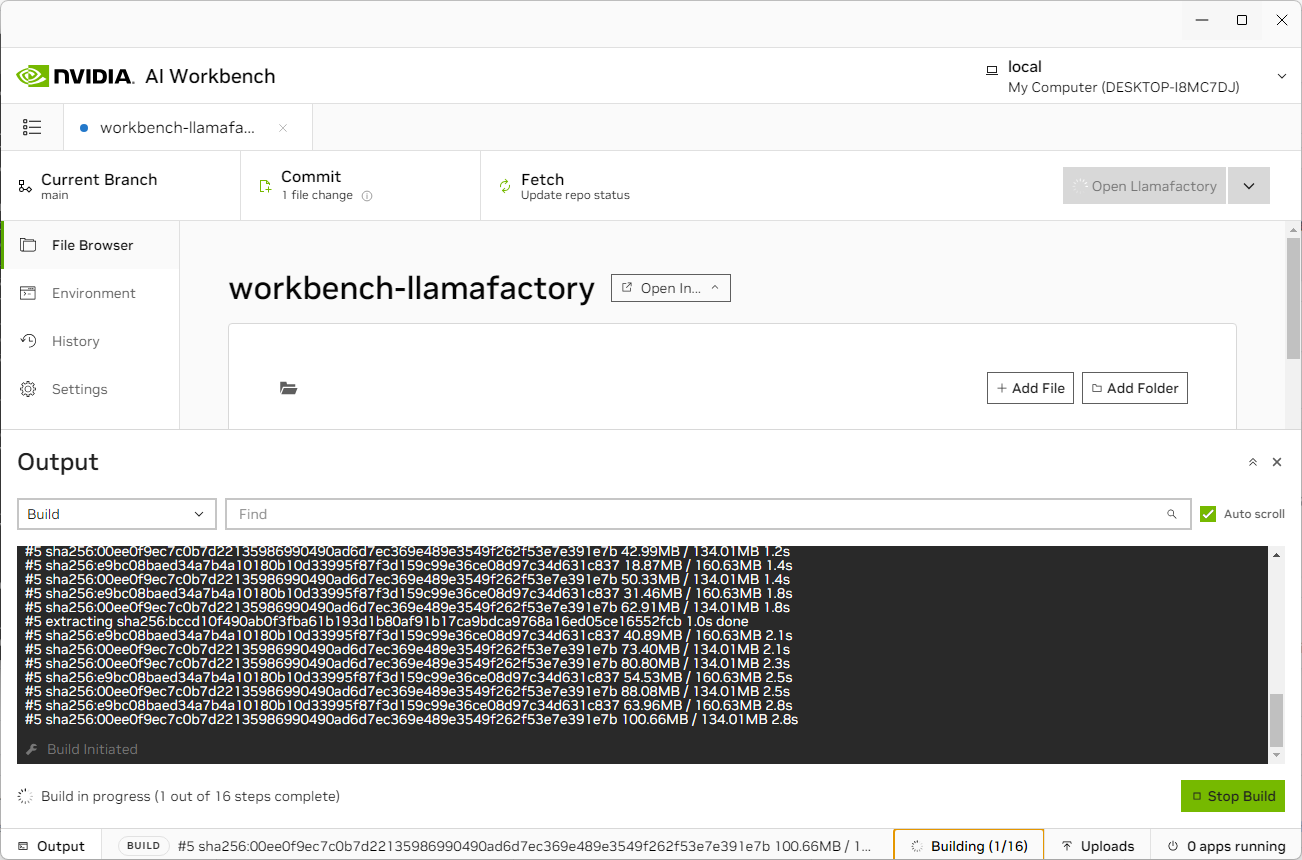 NVIDIA. AI Workbench
local
My Computer (DESKTOP-I8MC7DJ)
workbench-llamafa...
Current Branch
main
Commit
1 file change
Fetch
Update repo status
Open Llamafactory
File Browser
Environment
History
Settings
workbench-llamafactory
Open In...
+ Add File
Add Folder
Output
Build
Find
Auto scroll
#5 sha256:00ee0f9ec7c0b7d22135986990490ad6d7ec369e489e3549f262f53e7e391e7b 42.99MB / 134.01MB 1.2s
#5 sha256:e9bc08baed34a7b4a10180b10d33995f87f3d159c99e36ce08d97c34d631c837 18.87MB / 160.63MB 1.4s
#5 sha256:00ee0f9ec7c0b7d22135986990490ad6d7ec369e489e3549f262f53e7e391e7b 50.33MB / 134.01MB 1.4s
#5 sha256:e9bc08baed34a7b4a10180b10d33995f87f3d159c99e36ce08d97c34d631c837 31.46MB / 160.63MB 1.8s
#5 sha256:00ee0f9ec7c0b7d22135986990490ad6d7ec369e489e3549f262f53e7e391e7b 62.91MB / 134.01MB 1.8s
#5 extracting sha256:bccd10f490ab0f3fba61b193d1b80af91b17ca9bdca9768a16ed05ce16552fcb 1.0s done
#5 sha256:e9bc08baed34a7b4a10180b10d33995f87f3d159c99e36ce08d97c34d631c837 40.89MB / 160.63MB 2.1s
#5 sha256:00ee0f9ec7c0b7d22135986990490ad6d7ec369e489e3549f262f53e7e391e7b 73.40MB / 134.01MB 2.1s
#5 sha256:00ee0f9ec7c0b7d22135986990490ad6d7ec369e489e3549f262f53e7e391e7b 80.80MB / 134.01MB 2.3s
#5 sha256:e9bc08baed34a7b4a10180b10d33995f87f3d159c99e36ce08d97c34d631c837 54.53MB / 160.63MB 2.5s
#5 sha256:00ee0f9ec7c0b7d22135986990490ad6d7ec369e489e3549f262f53e7e391e7b 88.08MB / 134.01MB 2.5s
#5 sha256:e9bc08baed34a7b4a10180b10d33995f87f3d159c99e36ce08d97c34d631c837 63.96MB / 160.63MB 2.8s
#5 sha256:00ee0f9ec7c0b7d22135986990490ad6d7ec369e489e3549f262f53e7e391e7b 100.66MB / 134.01MB 2.8s
Build Initiated
Build in progress (1 out of 16 steps complete)
Stop Build
Output
BUILD
#5 sha256:00ee0f9ec7c0b7d22135986990490ad6d7ec369e489e3549f262f53e7e391e7b 100.66MB / 1...
Building (1/16)
Uploads
0 apps running